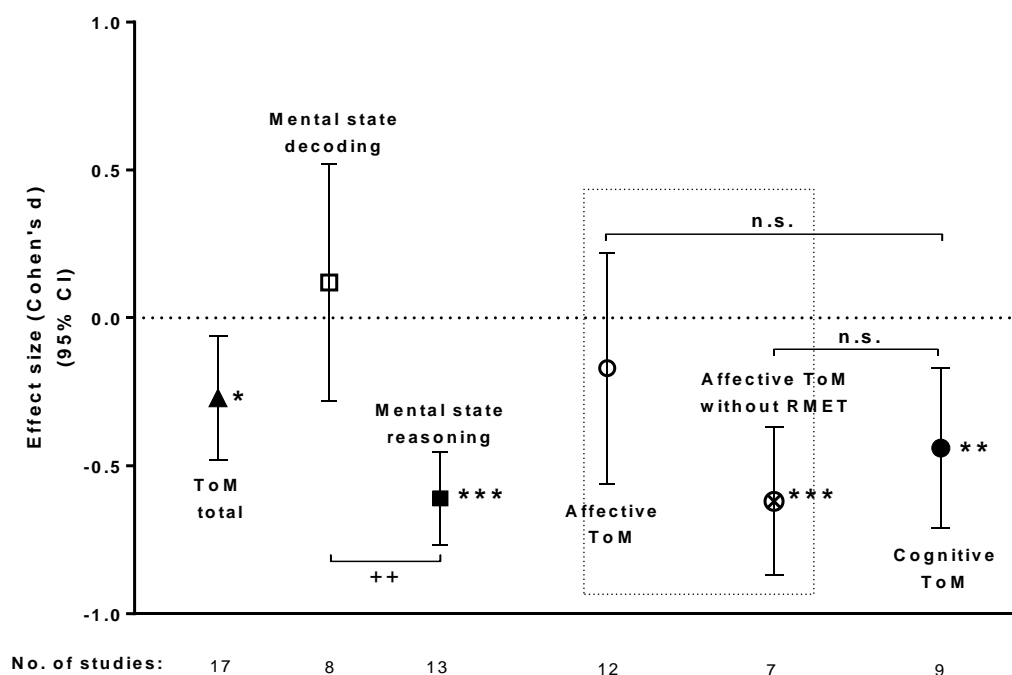 1.0
0.5
0.0
-0.5
-1.0
Effect size (Cohen's d)
(95% CI)
Mental state
decoding
n.s.
n.s.
*
Mental state
reasoning
Affective ToM
without RMET
**
ToM
total
***
Affective
ToM
***
Cognitive
ToM
++
No. of studies: 17 8 13 12 7 9